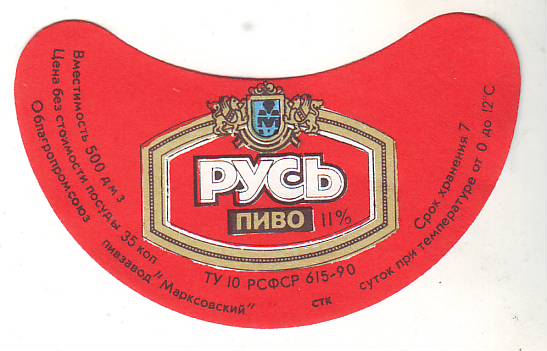 Вместимость 500 дм3
Цена без стоимости посуды 35 коп
Облагропромсоюз
пивзавод "Марксовский"
РУСЬ
ПИВО 11%
ТУ 10 РСФСР 615-90
стк
Срок хранения 7
суток при температуре от 0 до 12°С